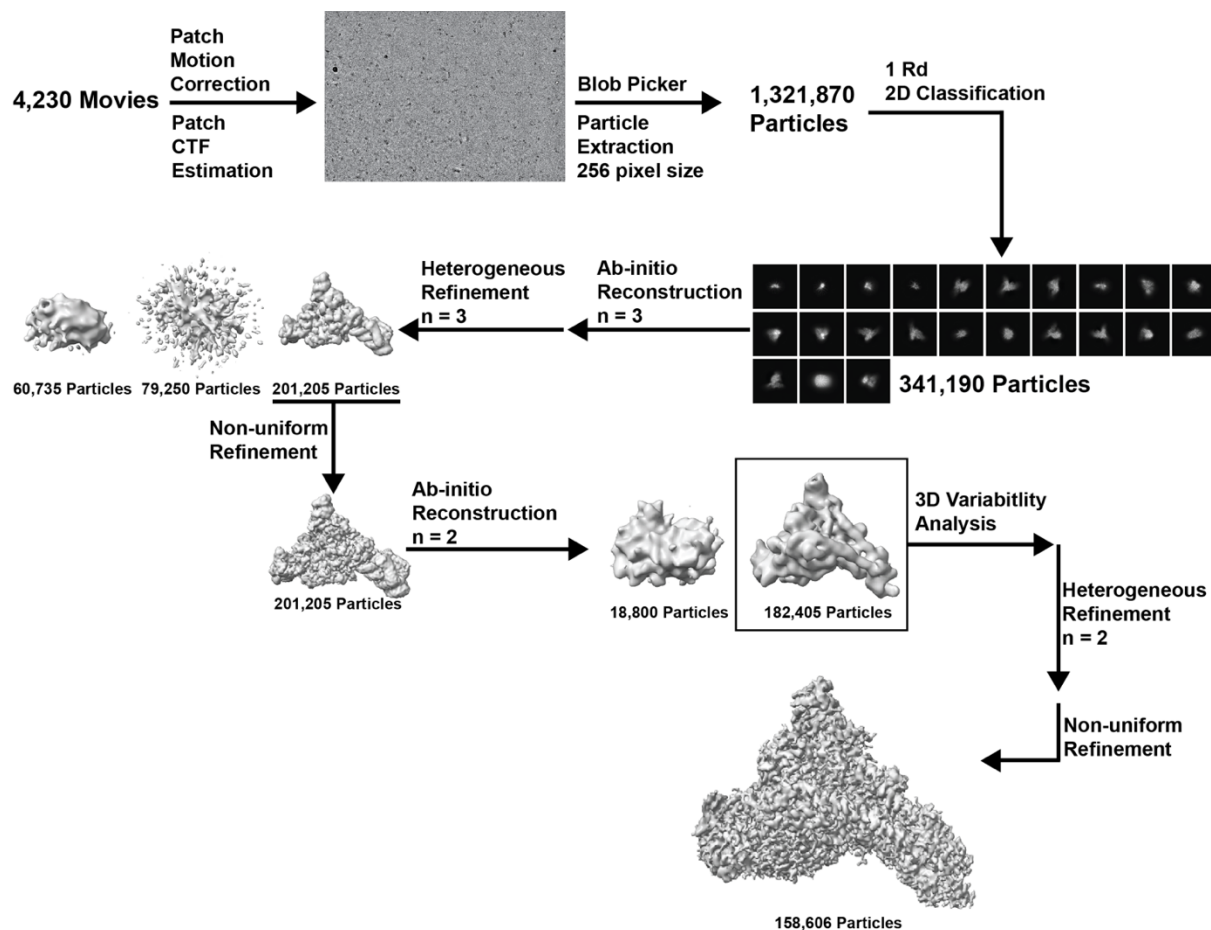 4,230 Movies
Patch
Motion
Correction
Patch
CTF
Estimation
Blob Picker
Particle
Extraction
256 pixel size
1,321,870
Particles
1 Rd
2D Classification
341,190 Particles
Ab-initio
Reconstruction
n = 3
Heterogeneous
Refinement
n = 3
60,735 Particles
79,250 Particles
201,205 Particles
Non-uniform
Refinement
201,205 Particles
Ab-initio
Reconstruction
n = 2
18,800 Particles
182,405 Particles
3D Variabitlity
Analysis
Heterogeneous
Refinement
n = 2
Non-uniform
Refinement
158,606 Particles